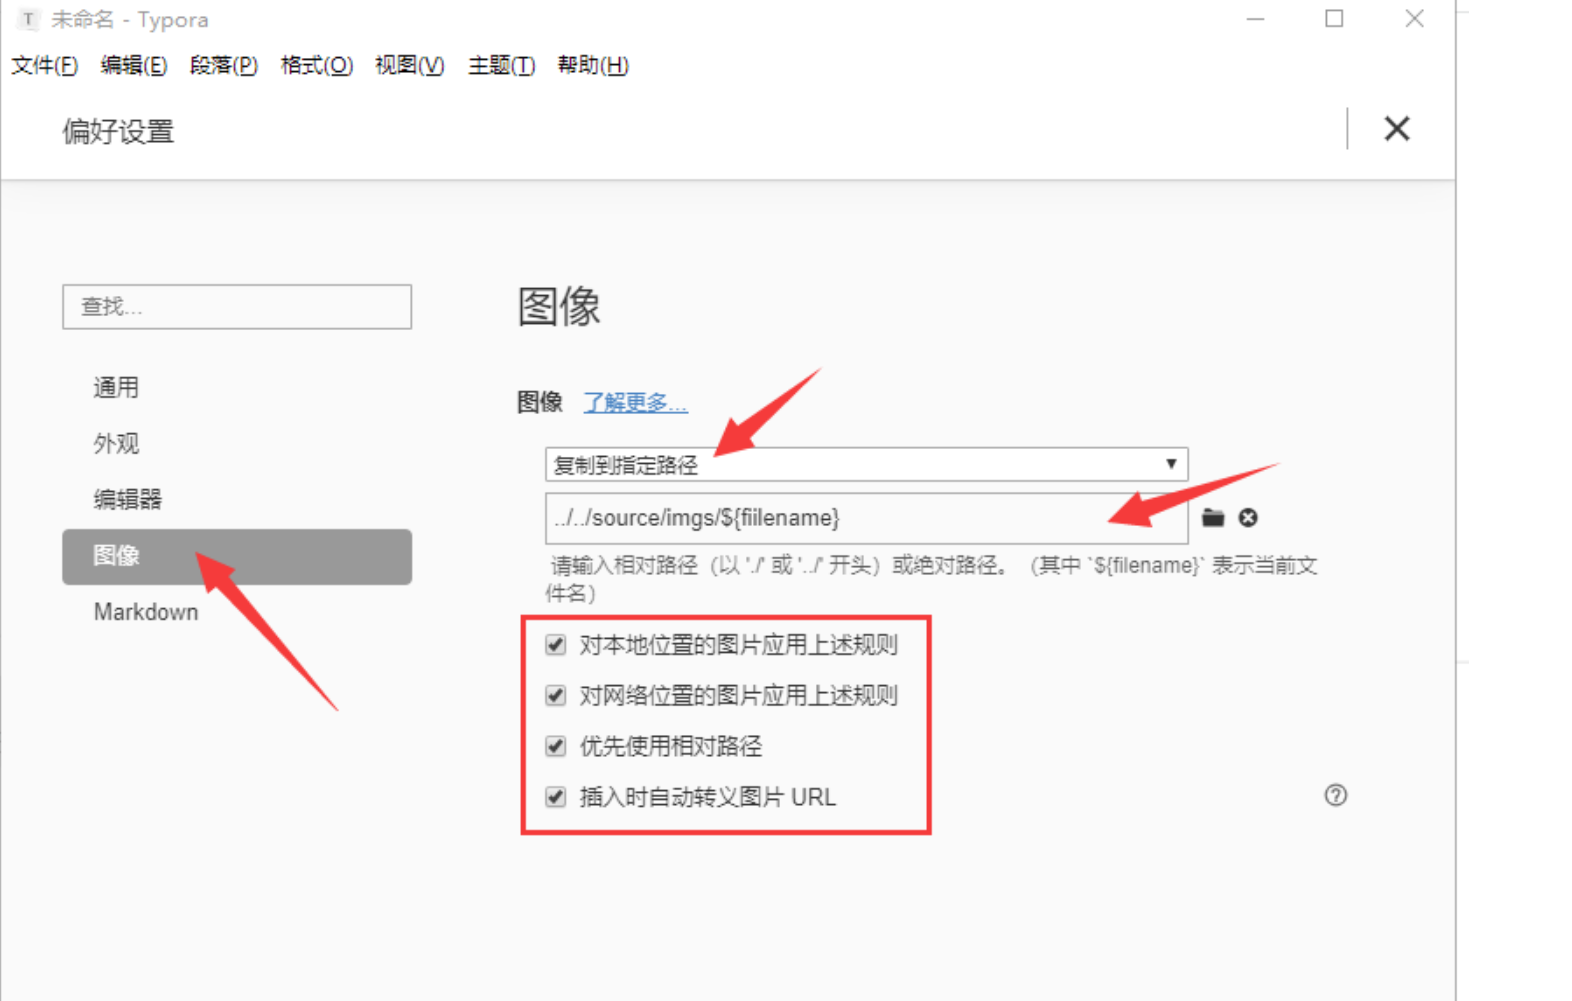 T 未命名 - Typora
文件(F) 编辑(E) 段落(P) 格式(O) 视图(V) 主题(T) 帮助(H)
偏好设置
查找...
通用
外观
编辑器
图像
Markdown
图像
图像 了解更多...
复制到指定路径
../../source/imgs/${fiilename}
请输入相对路径（以 './' 或 '../' 开头）或绝对路径。（其中 `${filename}` 表示当前文
件名）
对本地位置的图片应用上述规则
对网络位置的图片应用上述规则
优先使用相对路径
插入时自动转义图片 URL